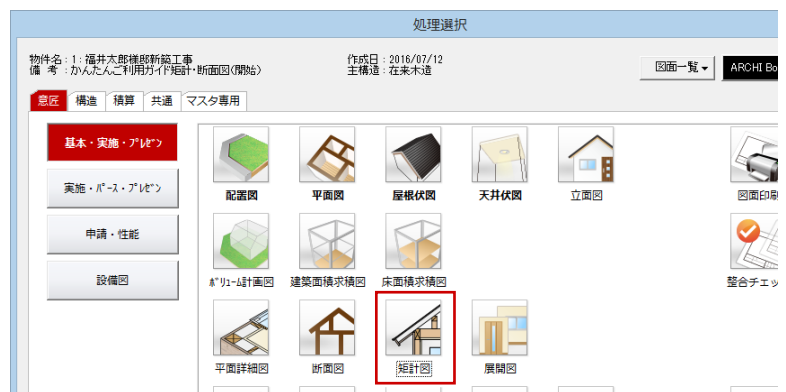 処理選択
物件名：1：福井太郎様邸新築工事 作成日：2016/07/12
備 考：かんたんご利用ガイド矩計・断面図(開始) 主構造：在来木造
図面一覧 ARCHI Bo
意匠 構造 積算 共通 マスタ専用
基本・実施・プレゼン
実施・パース・プレゼン
申請・性能
設備図
配置図 平面図 屋根伏図 天井伏図 立面図 図面印刷
ボリューム計画図 建築面積求積図 床面積求積図 整合チェッ
平面詳細図 断面図 矩計図 展開図